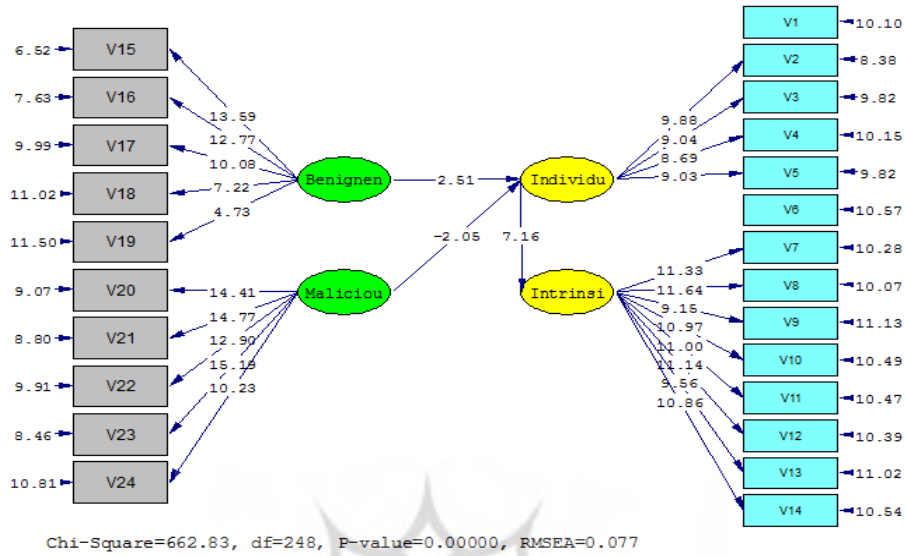 6.52 V15
7.63 V16
9.99 V17
11.02 V18
11.50 V19
9.07 V20
8.80 V21
9.91 V22
8.46 V23
10.81 V24
13.59
12.77
10.08
7.22
4.73
14.41
14.77
12.90
15.19
10.23
Benignen
Maliciou
2.51
-2.05
7.16
Individu
Intrinsi
9.88
9.04
8.69
9.03
11.33
11.64
9.15
10.97
11.00
11.14
9.56
10.86
V1 10.10
V2 8.38
V3 9.82
V4 10.15
V5 9.82
V6 10.57
V7 10.28
V8 10.07
V9 11.13
V10 10.49
V11 10.47
V12 10.39
V13 11.02
V14 10.54
Chi-Square=662.83, df=248, P-value=0.00000, RMSEA=0.077